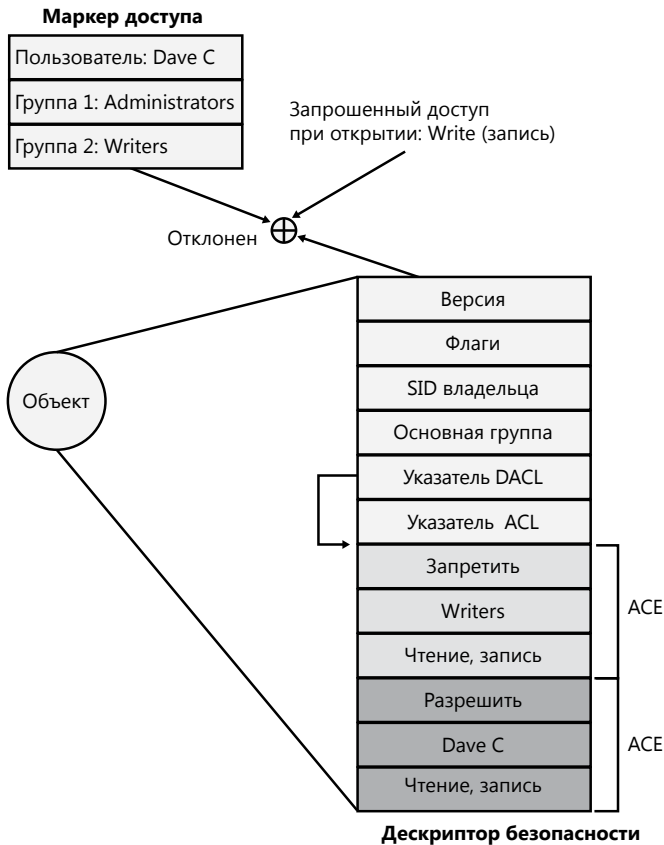 Маркер доступа
Пользователь: Dave C
Группа 1: Administrators
Группа 2: Writers
Запрошенный доступ
при открытии: Write (запись)
Отклонен
Объект
Версия
Флаги
SID владельца
Основная группа
Указатель DACL
Указатель ACL
Запретить
Writers
Чтение, запись
ACE
Разрешить
Dave C
Чтение, запись
ACE
Дескриптор безопасности